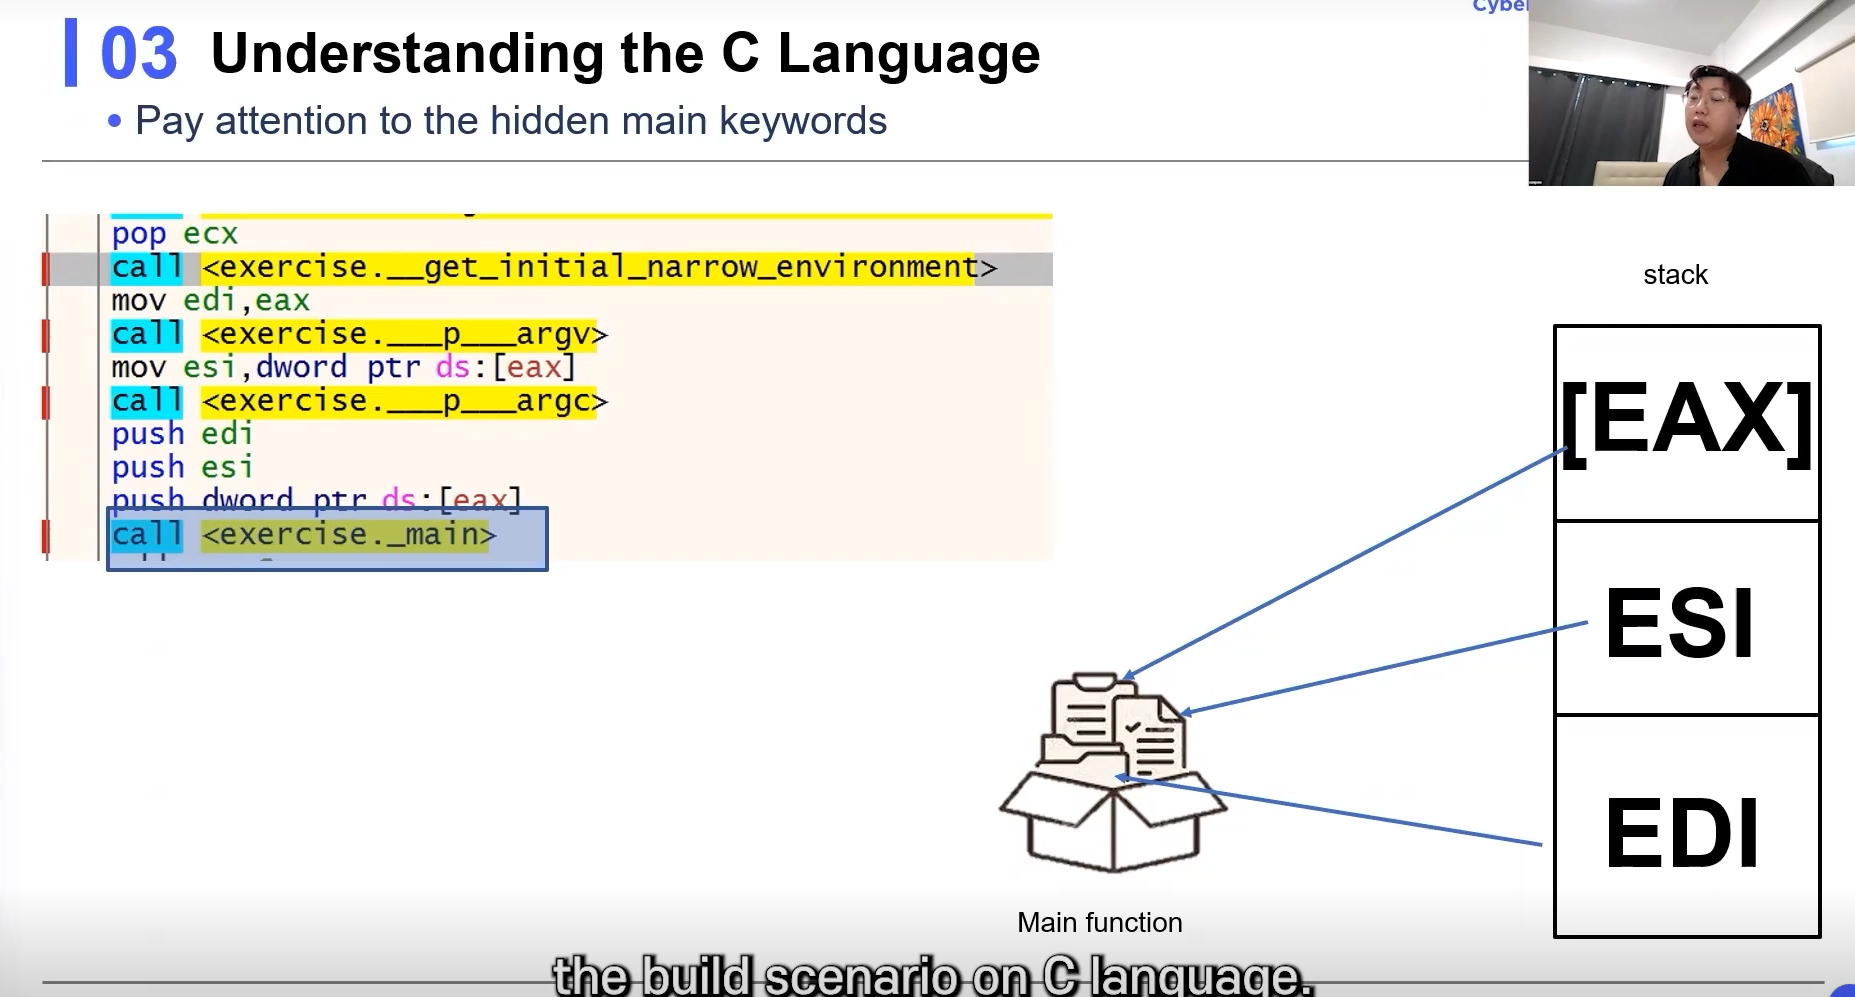 Cyber
03 Understanding the C Language
• Pay attention to the hidden main keywords
pop ecx
call <exercise.__get_initial_narrow_environment>
mov edi,eax
call <exercise.___p___argv>
mov esi,dword ptr ds:[eax]
call <exercise.___p___argc>
push edi
push esi
push dword ptr ds:[eax]
call <exercise._main>
stack
[EAX]
ESI
EDI
Main function
the build scenario on C language.